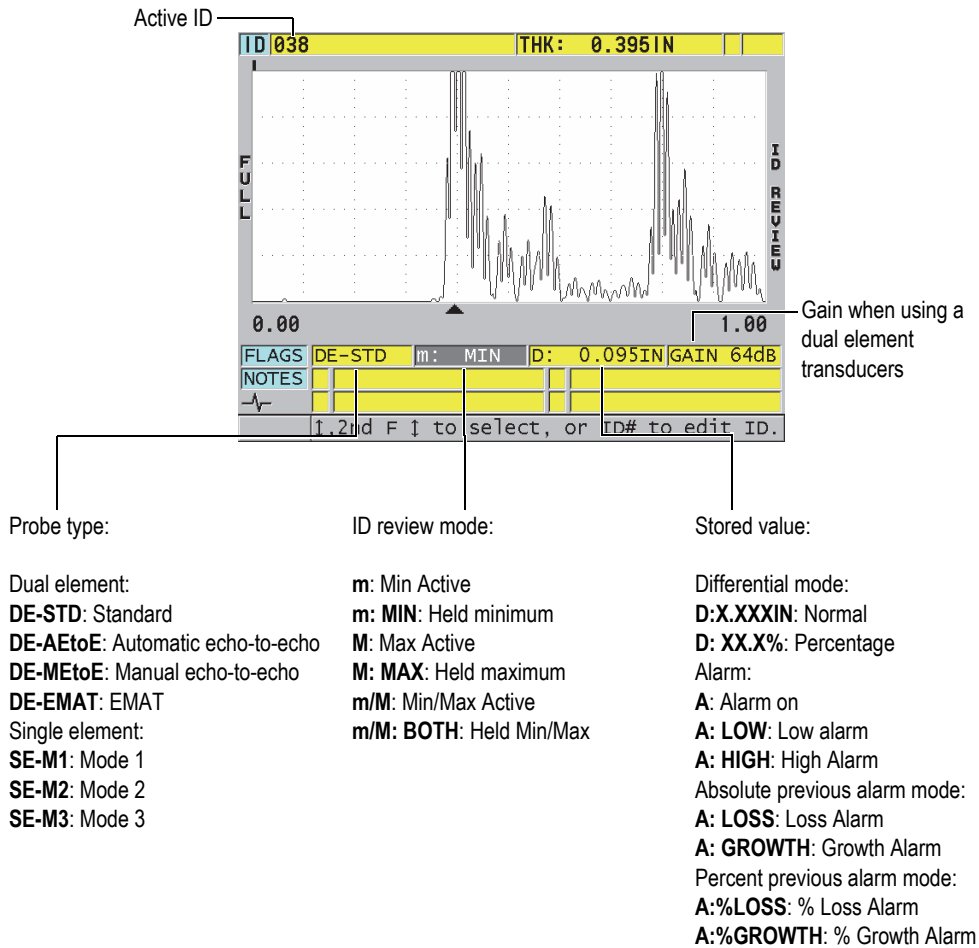 Active ID
ID 038 THK: 0.395IN
FULL
ID REVIEW
0.00 1.00
Gain when using a
dual element
transducers
FLAGS DE-STD m: MIN D: 0.095IN GAIN 64dB
NOTES
↕,2nd F ↕ to select, or ID# to edit ID.
Probe type:
Dual element:
DE-STD: Standard
DE-AEtoE: Automatic echo-to-echo
DE-MEtoE: Manual echo-to-echo
DE-EMAT: EMAT
Single element:
SE-M1: Mode 1
SE-M2: Mode 2
SE-M3: Mode 3
ID review mode:
m: Min Active
m: MIN: Held minimum
M: Max Active
M: MAX: Held maximum
m/M: Min/Max Active
m/M: BOTH: Held Min/Max
Stored value:
Differential mode:
D:X.XXXIN: Normal
D: XX.X%: Percentage
Alarm:
A: Alarm on
A: LOW: Low alarm
A: HIGH: High Alarm
Absolute previous alarm mode:
A: LOSS: Loss Alarm
A: GROWTH: Growth Alarm
Percent previous alarm mode:
A:%LOSS: % Loss Alarm
A:%GROWTH: % Growth Alarm